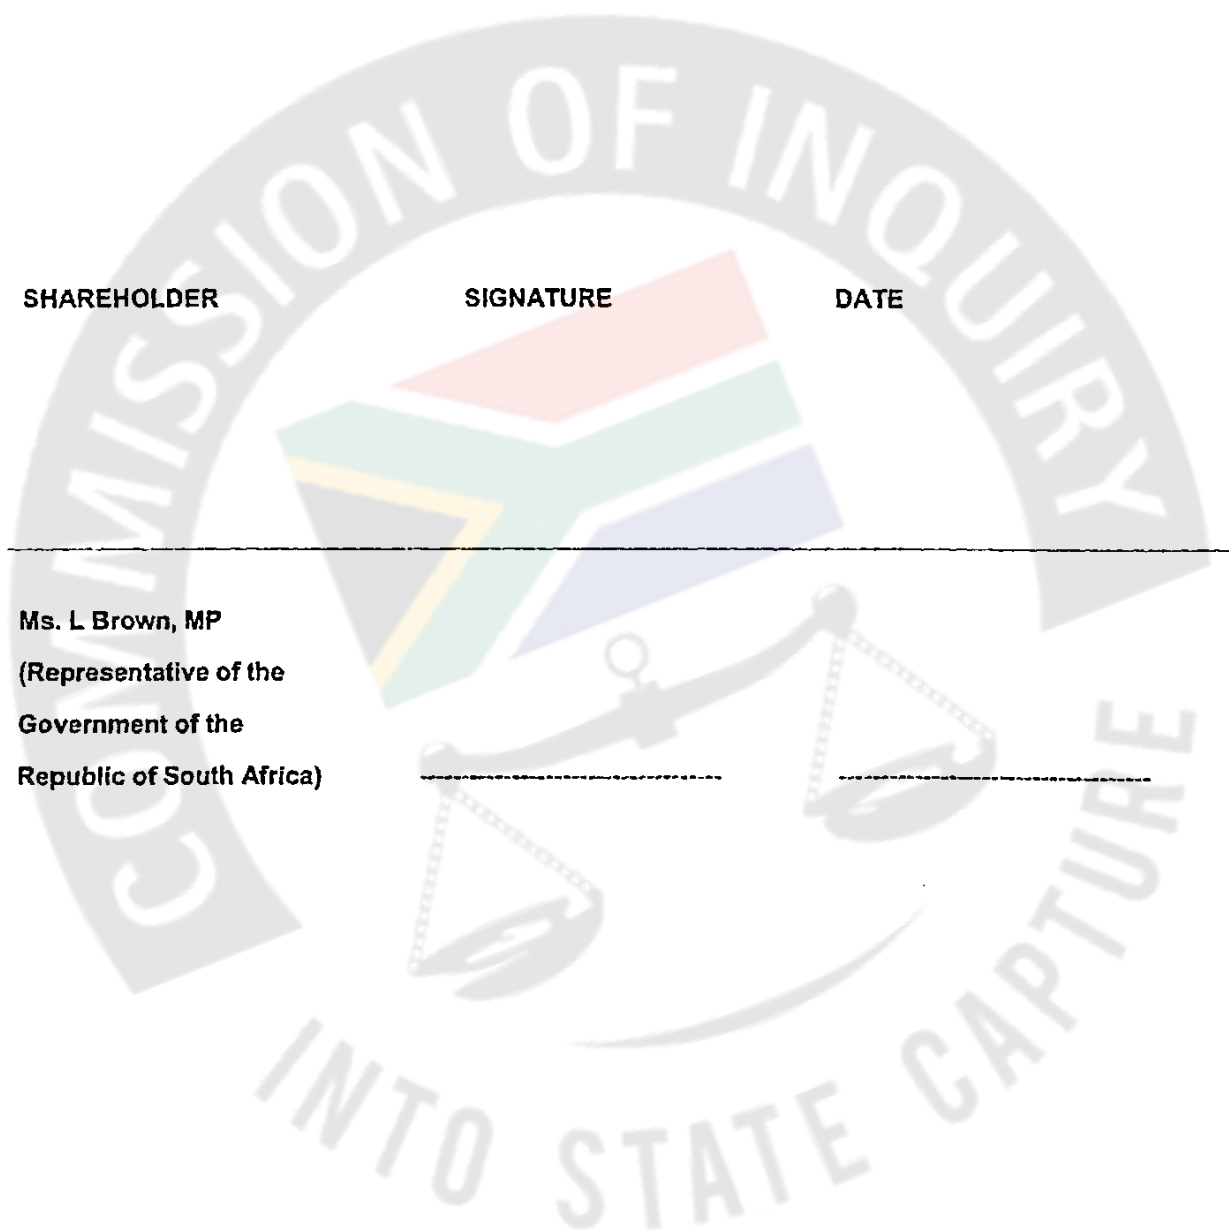 COMMISSION OF INQUIRY
SHAREHOLDER SIGNATURE DATE
Ms. L Brown, MP
(Representative of the
Government of the
Republic of South Africa)
INTO STATE CAPTURE